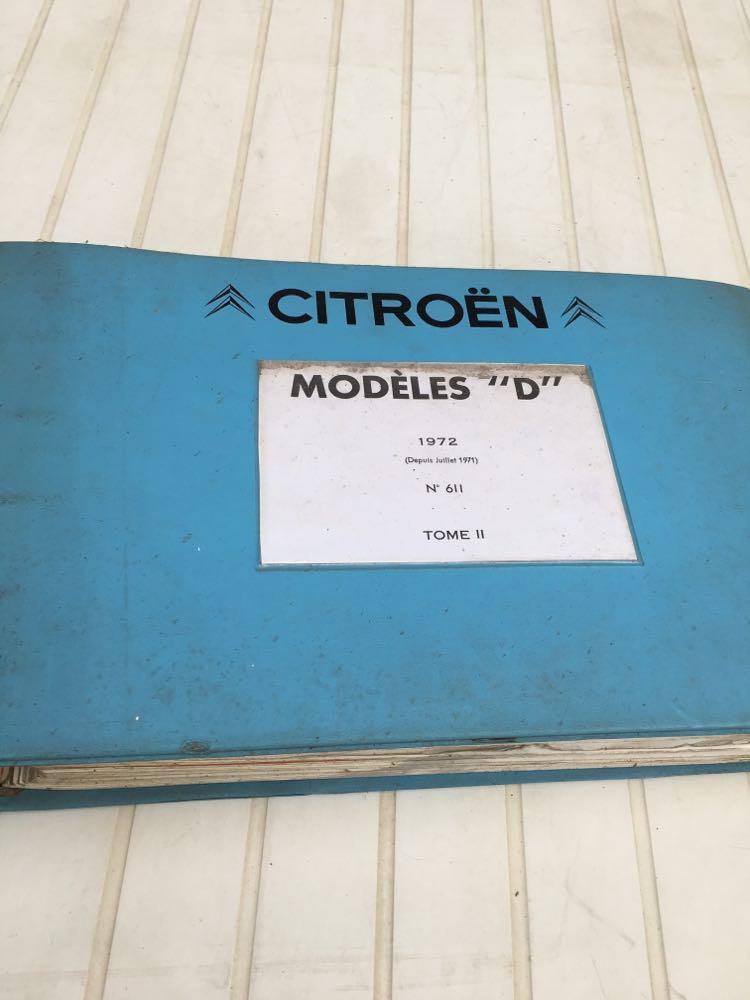 CITROËN
MODÈLES "D"
1972
(Depuis Juillet 1971)
N° 611
TOME II